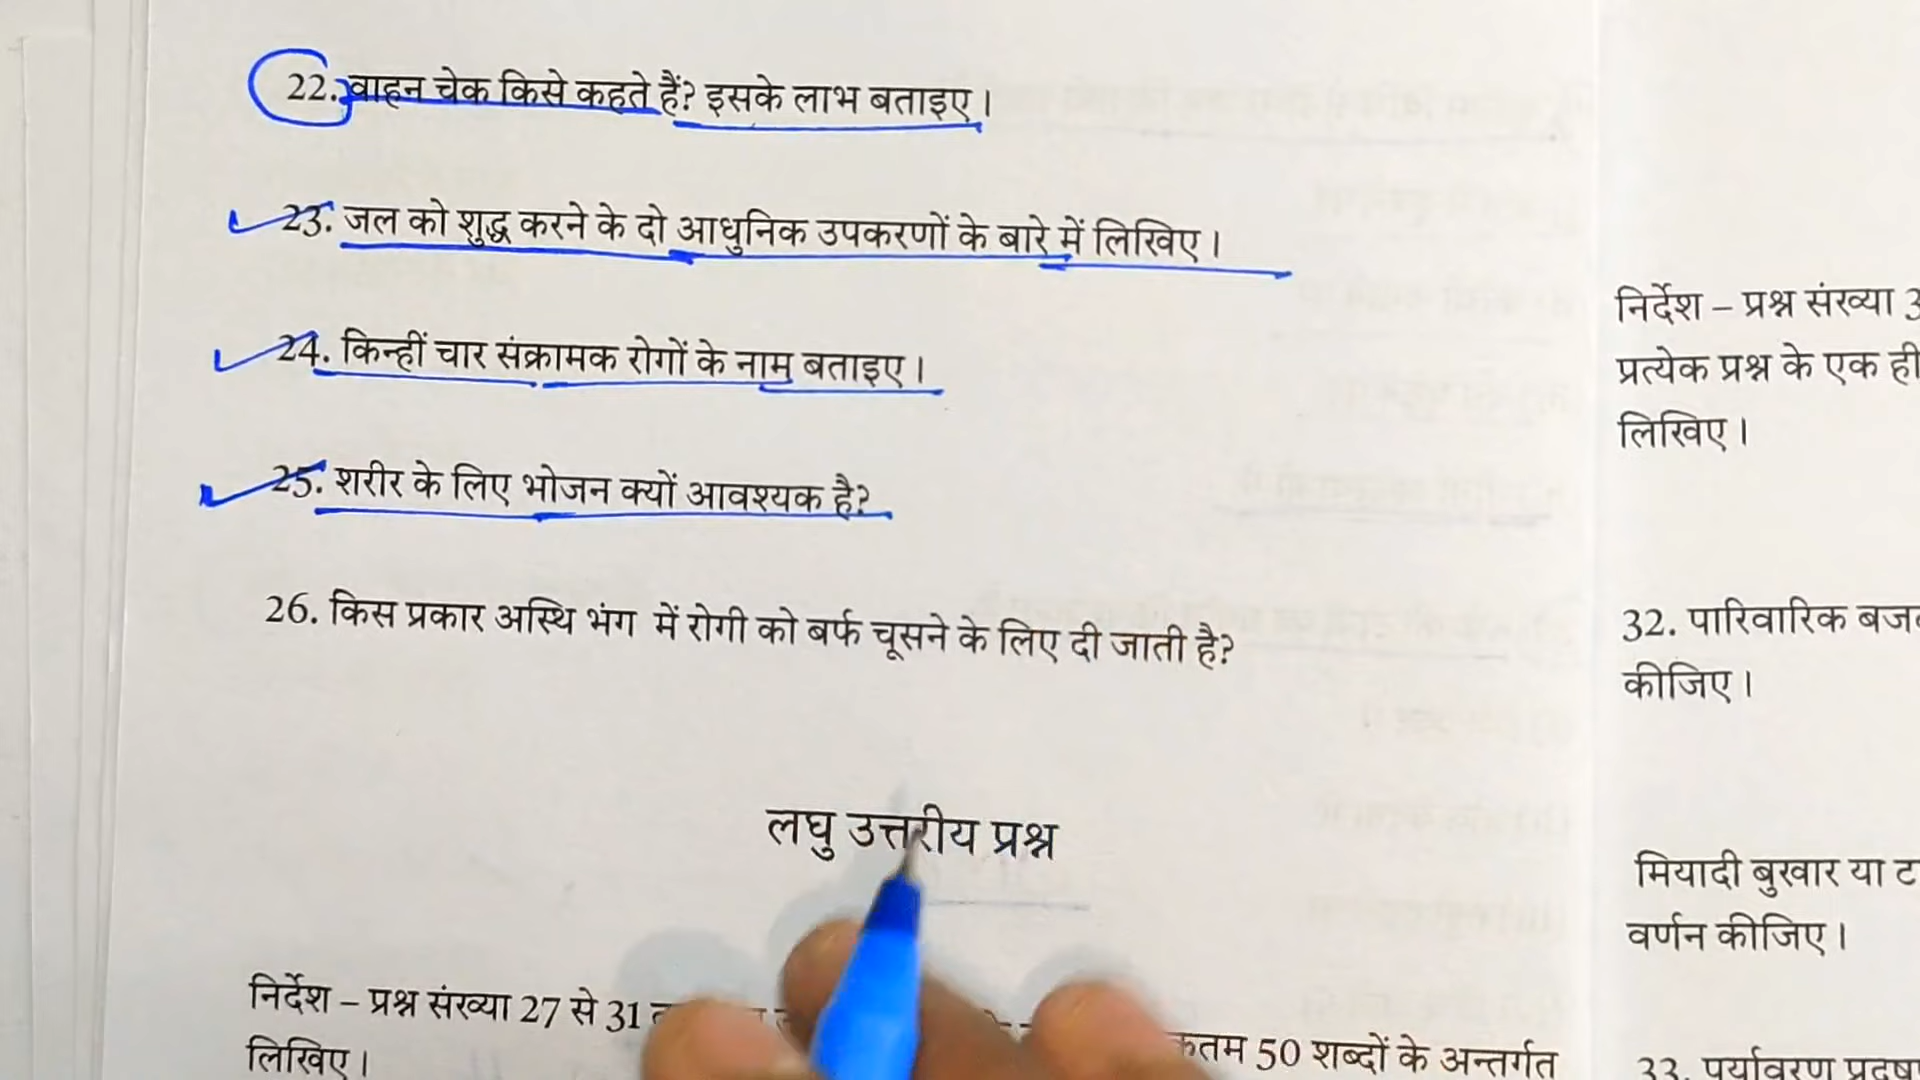 22. वाहन चेक किसे कहते हैं? इसके लाभ बताइए।
23. जल को शुद्ध करने के दो आधुनिक उपकरणों के बारे में लिखिए।
24. किन्हीं चार संक्रामक रोगों के नाम बताइए।
25. शरीर के लिए भोजन क्यों आवश्यक है?
26. किस प्रकार अस्थि भंग में रोगी को बर्फ चूसने के लिए दी जाती है?
लघु उत्तरीय प्रश्न
निर्देश – प्रश्न संख्या 27 से 31 50 शब्दों के अन्तर्गत
लिखिए।
निर्देश – प्रश्न संख्या
प्रत्येक प्रश्न के एक ही
लिखिए।
32. पारिवारिक
कीजिए।
मियादी बुखार या
वर्णन कीजिए।
33. पर्यावरण